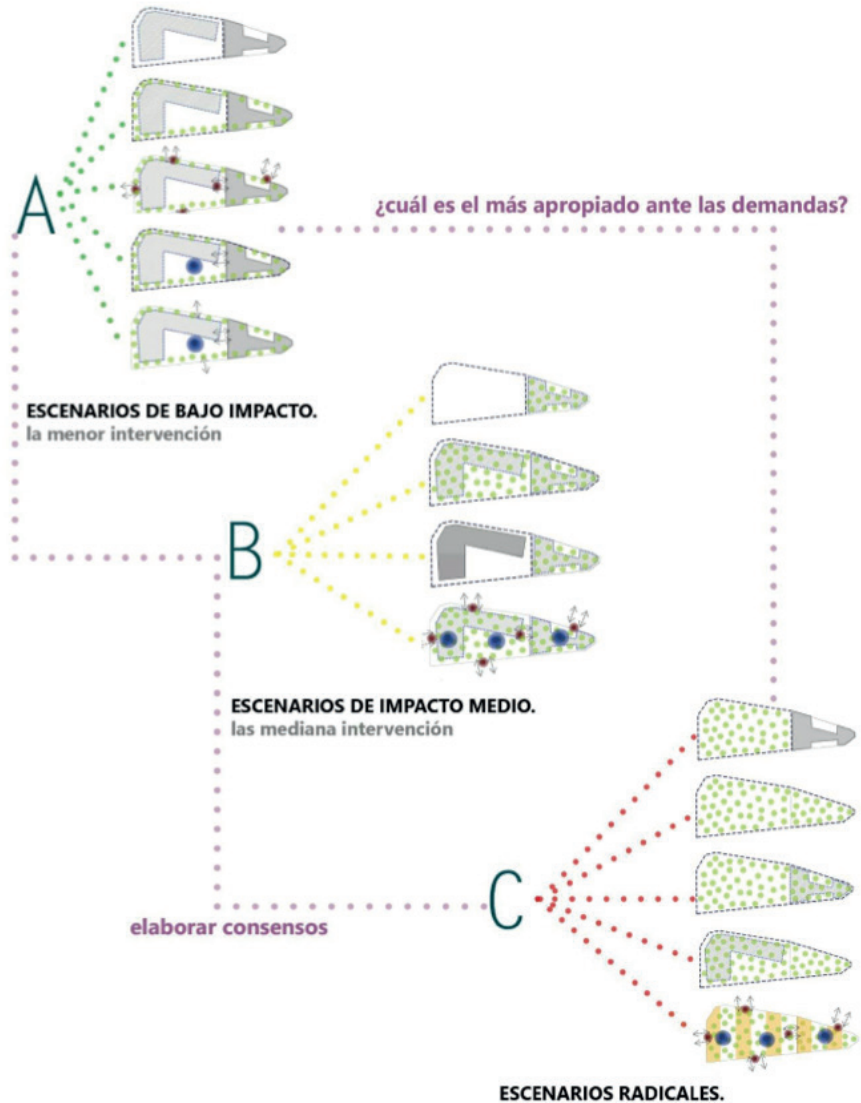 A
¿cuál es el más apropiado ante las demandas?
ESCENARIOS DE BAJO IMPACTO.
la menor intervención
B
ESCENARIOS DE IMPACTO MEDIO.
las mediana intervención
C
elaborar consensos
ESCENARIOS RADICALES.